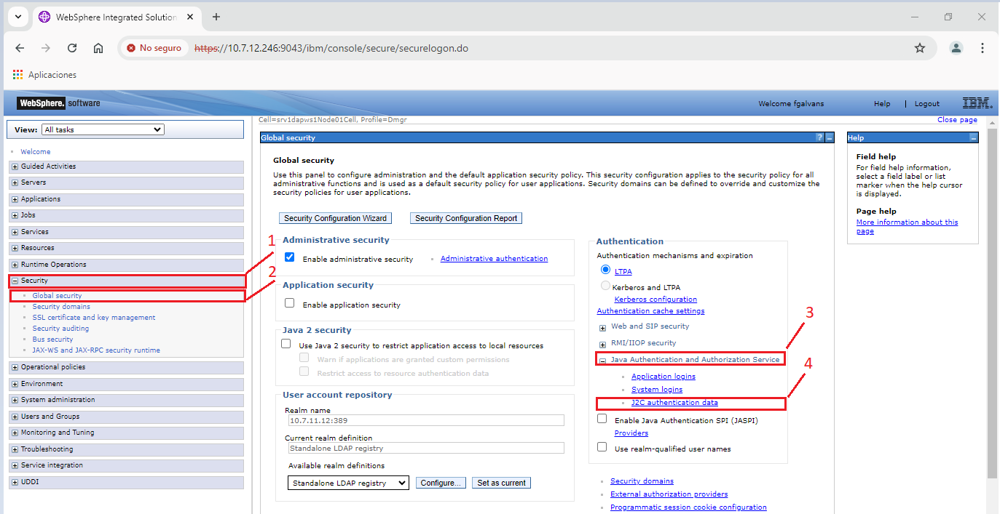 WebSphere Integrated Solution
No seguro
https://10.7.12.246:9043/ibm/console/secure/securelogon.do
Aplicaciones
WebSphere. software
Welcome fgalvans
Help | Logout
IBM.
View: All tasks
Welcome
Guided Activities
Servers
Applications
Jobs
Services
Resources
Runtime Operations
Security
Global security
Security domains
SSL certificate and key management
Security auditing
Bus security
JAX-WS and JAX-RPC security runtime
Operational policies
Environment
System administration
Users and Groups
Monitoring and Tuning
Troubleshooting
Service integration
UDDI
1
2
Cell=srv1dapws1Node01Cell, Profile=Dmgr
Close page
Global security
?
Global security
Use this panel to configure administration and the default application security policy. This security configuration applies to the security policy for all
administrative functions and is used as a default security policy for user applications. Security domains can be defined to override and customize the
security policies for user applications.
Security Configuration Wizard
Security Configuration Report
Administrative security
Enable administrative security
Administrative authentication
Application security
Enable application security
Java 2 security
Use Java 2 security to restrict application access to local resources
Warn if applications are granted custom permissions
Restrict access to resource authentication data
User account repository
Realm name
10.7.11.12:389
Current realm definition
Standalone LDAP registry
Available realm definitions
Standalone LDAP registry
Configure...
Set as current
Authentication
Authentication mechanisms and expiration
LTPA
Kerberos and LTPA
Kerberos configuration
Authentication cache settings
Web and SIP security
RMI/IIOP security
Java Authentication and Authorization Service
Application logins
System logins
J2C authentication data
3
4
Enable Java Authentication SPI (JASPI)
Providers
Use realm-qualified user names
Security domains
External authorization providers
Programmatic session cookie configuration
Help
Field help
For field help information,
select a field label or list
marker when the help cursor
is displayed.
Page help
More information about this
page